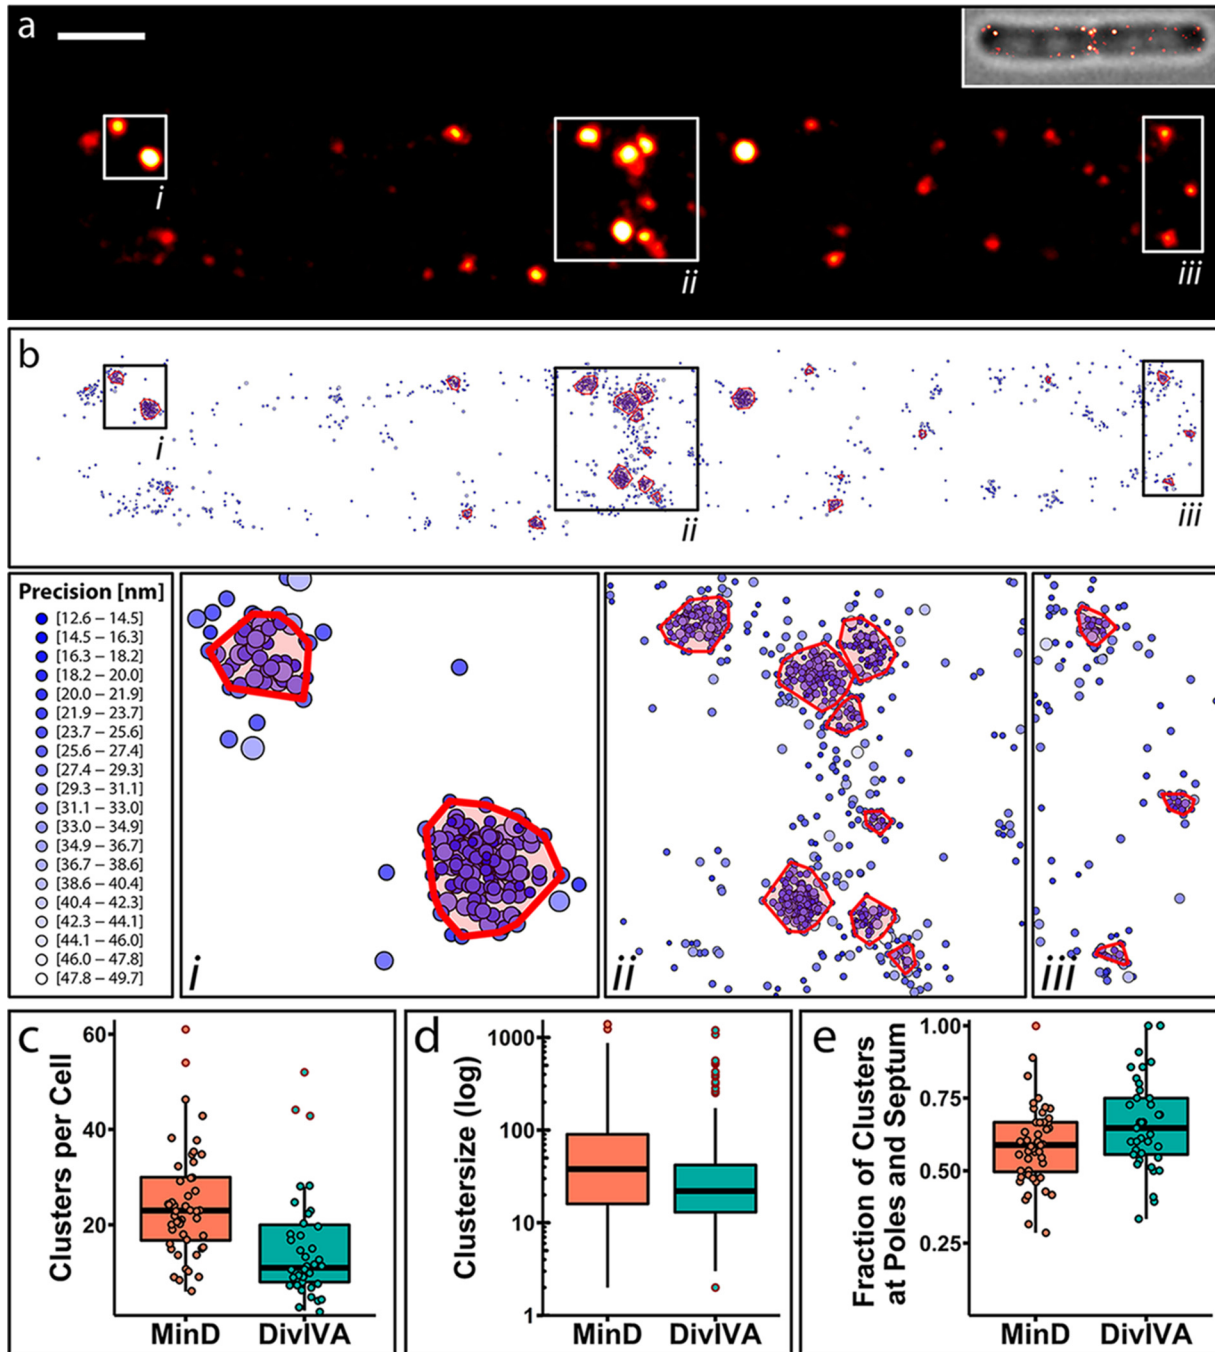 a
i
ii
iii
b
i
ii
iii
Precision [nm]
[12.6 – 14.5]
[14.5 – 16.3]
[16.3 – 18.2]
[18.2 – 20.0]
[20.0 – 21.9]
[21.9 – 23.7]
[23.7 – 25.6]
[25.6 – 27.4]
[27.4 – 29.3]
[29.3 – 31.1]
[31.1 – 33.0]
[33.0 – 34.9]
[34.9 – 36.7]
[36.7 – 38.6]
[38.6 – 40.4]
[40.4 – 42.3]
[42.3 – 44.1]
[44.1 – 46.0]
[46.0 – 47.8]
[47.8 – 49.7]
i
ii
iii
c
Clusters per Cell
60
40
20
MinD DivIVA
d
Clustersize (log)
1000
100
10
1
MinD DivIVA
e
Fraction of Clusters
at Poles and Septum
1.00
0.75
0.50
0.25
MinD DivIVA